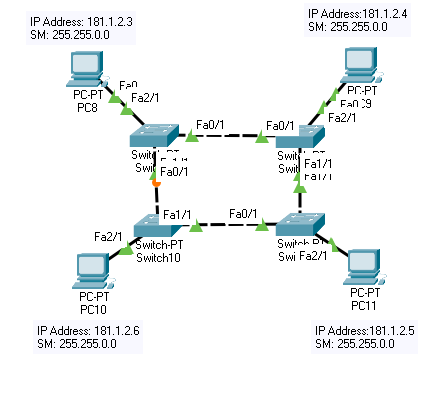 IP Address: 181.1.2.3
SM: 255.255.0.0
IP Address: 181.1.2.4
SM: 255.255.0.0
Fa0
Fa2/1
PC-PT
PC8
PC-PT
Fa2/1
Fa0/1
Fa0/1
Fa0/1
Fa1/1
Fa1/1
Fa0/1
Fa2/1
Switch-PT
Switch10
Fa2/1
PC-PT
PC10
PC-PT
PC11
IP Address: 181.1.2.6
SM: 255.255.0.0
IP Address:181.1.2.5
SM: 255.255.0.0